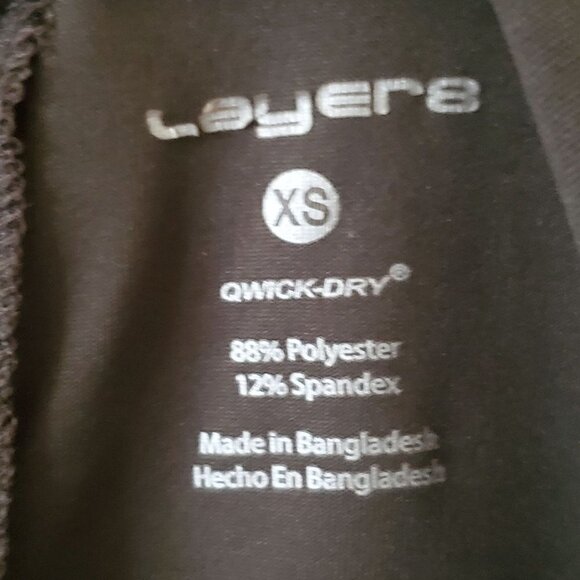 Layer8
XS
QWICK-DRY®
88% Polyester
12% Spandex
Made in Bangladesh
Hecho En Bangladesh